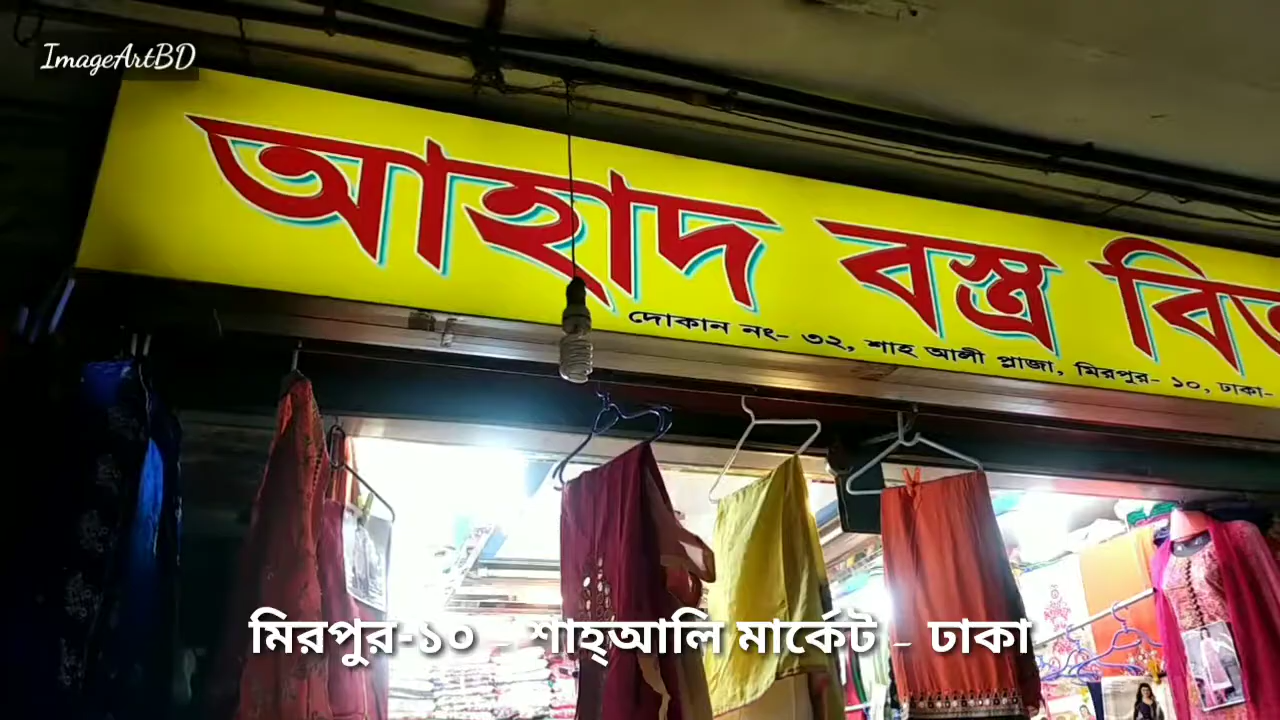 ImageArtBD
আহাদ বস্ত্র
দোকান নং- ৩২, শাহ আলী প্লাজা, মিরপুর- ১০, ঢাকা-
মিরপুর-১০ - শাহ্আলি মার্কেট - ঢাকা